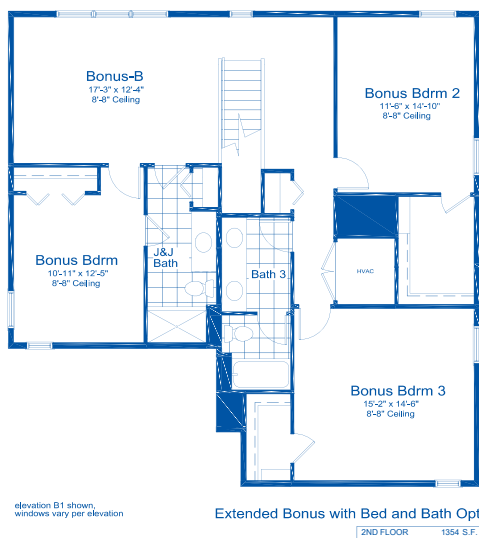 Bonus-B
17'-3" x 12'-4"
8'-8" Ceiling
Bonus Bdrm 2
11'-6" x 14'-10"
8'-8" Ceiling
Bonus Bdrm
10'-11" x 12'-5"
8'-8" Ceiling
J&J
Bath
Bath 3
HVAC
Bonus Bdrm 3
15'-2" x 14'-6"
8'-8" Ceiling
elevation B1 shown,
windows vary per elevation
Extended Bonus with Bed and Bath Opt
2ND FLOOR 1354 S.F.